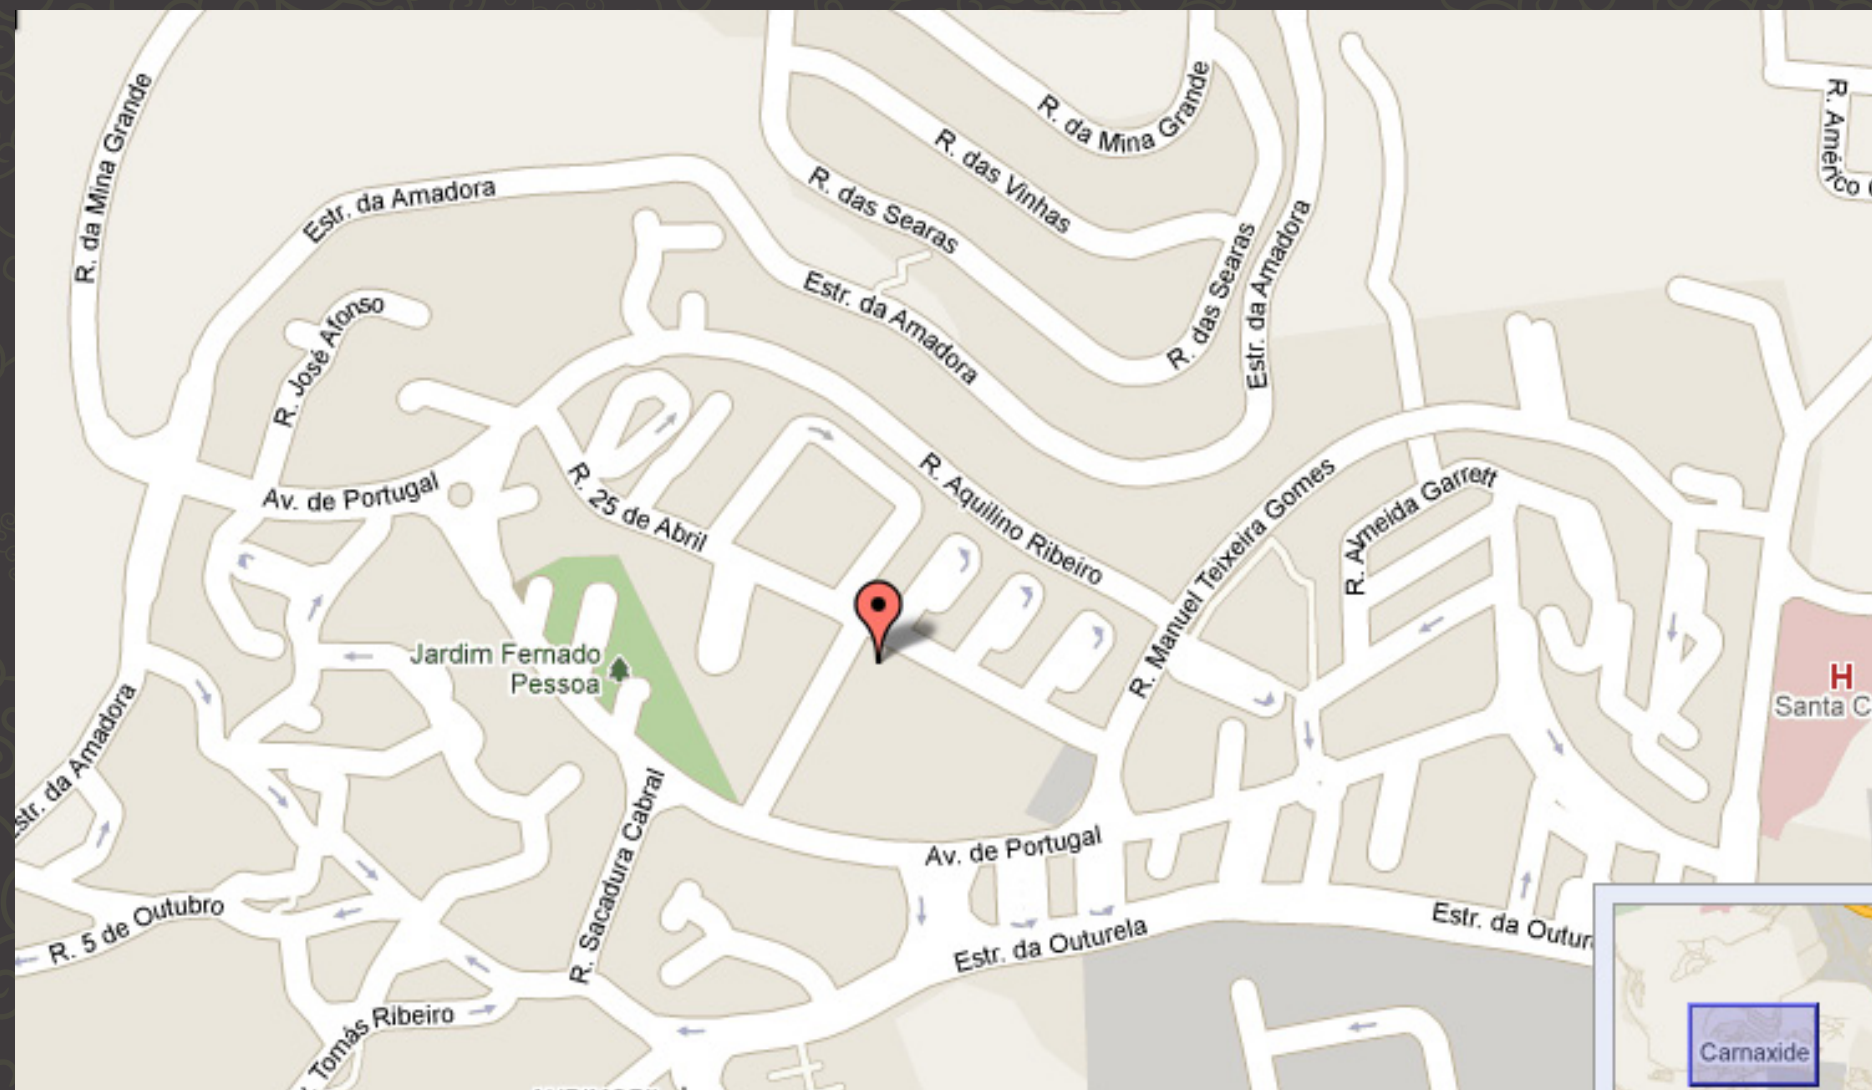 R. da Mina Grande
R. da Mina Grande
R. Américo
R. das Vinhas
Estr. da Amadora
R. das Searas
R. das Searas
Estr. da Amadora
Estr. da Amadora
R. José Afonso
R. Aquilino Ribeiro
R. Manuel Teixeira Gomes
R. Almeida Garrett
Av. de Portugal
R. 25 de Abril
Jardim Fernado
Pessoa
H
Santa C
Estr. da Amadora
R. Sacadura Cabral
Av. de Portugal
R. 5 de Outubro
Estr. da Outurela
Estr. da Outur
Tomás Ribeiro
Carnaxide